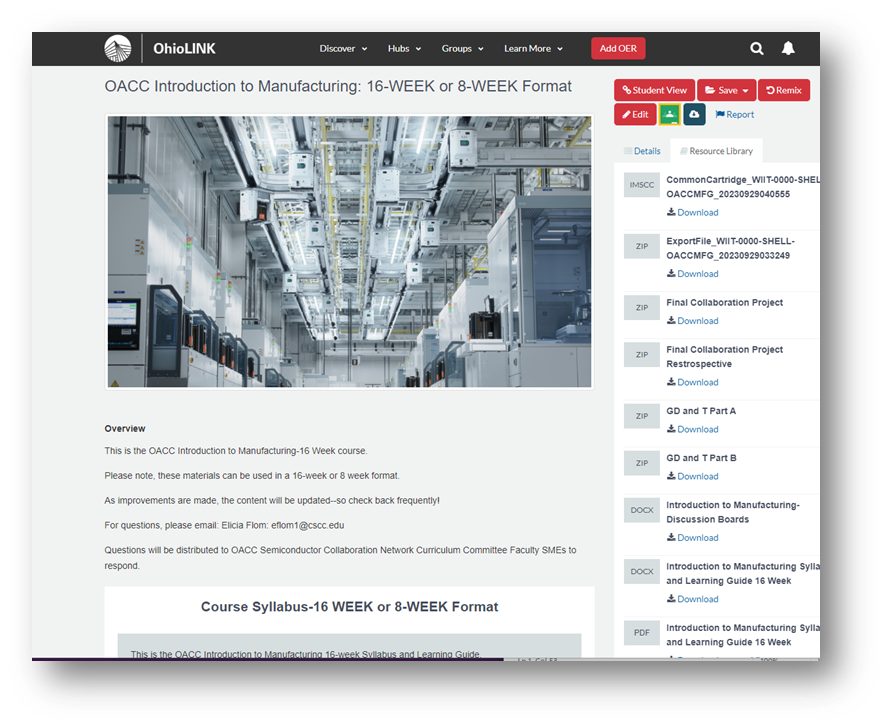 OhioLINK
Discover
Hubs
Groups
Learn More
Add OER
OACC Introduction to Manufacturing: 16-WEEK or 8-WEEK Format
Student View
Save
Remix
Edit
Report
Details
Resource Library
IMSCC
CommonCartridge_WIIT-0000-SHEL
OACCMFG_20230929040555
Download
ZIP
ExportFile_WIIT-0000-SHELL-
OACCMFG_20230929033249
Download
ZIP
Final Collaboration Project
Download
ZIP
Final Collaboration Project
Restrospective
Download
ZIP
GD and T Part A
Download
ZIP
GD and T Part B
Download
DOCX
Introduction to Manufacturing-
Discussion Boards
Download
DOCX
Introduction to Manufacturing Sylla
and Learning Guide 16 Week
Download
PDF
Introduction to Manufacturing Sylla
and Learning Guide 16 Week
Overview
This is the OACC Introduction to Manufacturing-16 Week course.
Please note, these materials can be used in a 16-week or 8 week format.
As improvements are made, the content will be updated--so check back frequently!
For questions, please email: Elicia Flom: eflom1@cscc.edu
Questions will be distributed to OACC Semiconductor Collaboration Network Curriculum Committee Faculty SMEs to
respond.
Course Syllabus-16 WEEK or 8-WEEK Format
This is the OACC Introduction to Manufacturing 16-week Syllabus and Learning Guide.